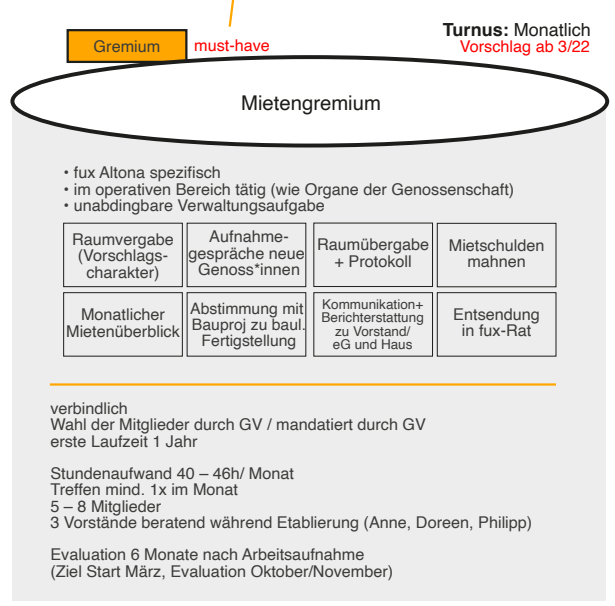 Turnus: Monatlich
Gremium
must-have
Vorschlag ab 3/22
Mietengremium
• fux Altona spezifisch
• im operativen Bereich tätig (wie Organe der Genossenschaft)
• unabdingbare Verwaltungsaufgabe
Raumvergabe
(Vorschlags-
charakter)
Aufnahme-
gespräche neue
Genoss*innen
Raumübergabe
+ Protokoll
Mietschulden
mahnen
Monatlicher
Mietenüberblick
Abstimmung mit
Bauproj zu baul.
Fertigstellung
Kommunikation+
Berichterstattung
zu Vorstand/
eG und Haus
Entsendung
in fux-Rat
verbindlich
Wahl der Mitglieder durch GV / mandatiert durch GV
erste Laufzeit 1 Jahr
Stundenaufwand 40 – 46h/ Monat
Treffen mind. 1x im Monat
5 – 8 Mitglieder
3 Vorstände beratend während Etablierung (Anne, Doreen, Philipp)
Evaluation 6 Monate nach Arbeitsaufnahme
(Ziel Start März, Evaluation Oktober/November)